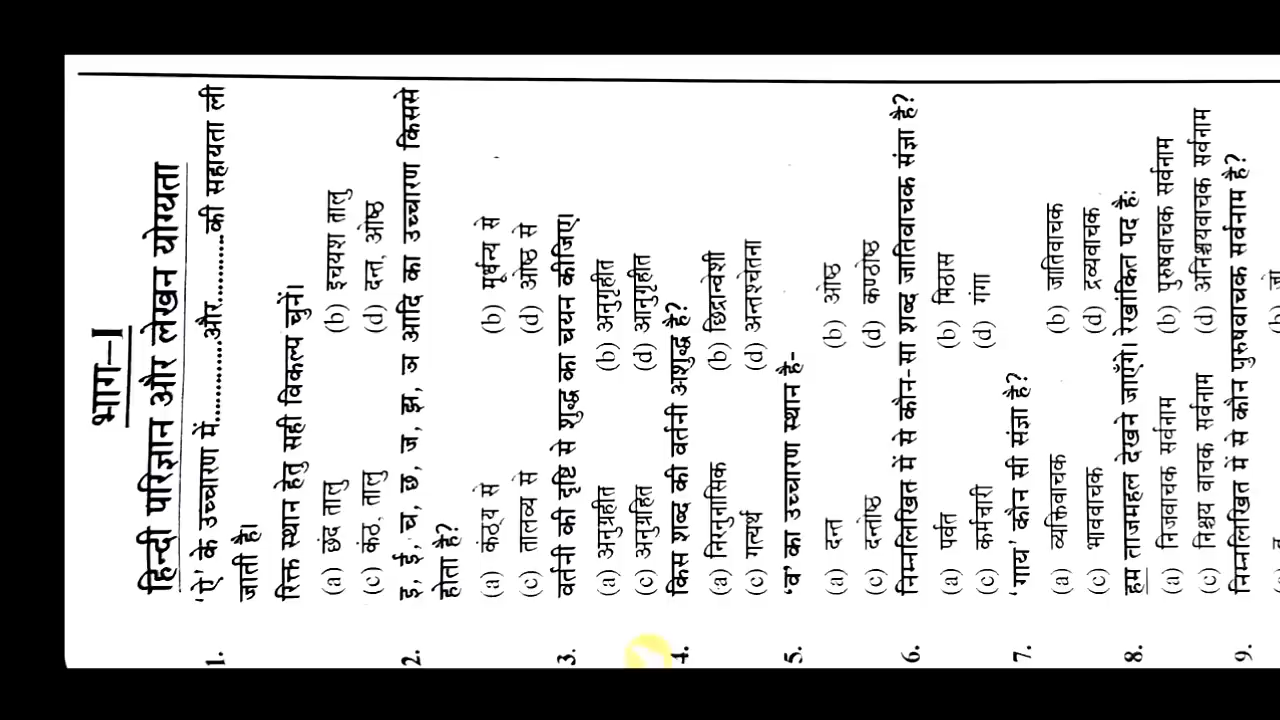 भाग–I
हिन्दी परिज्ञान और लेखन योग्यता
1. 'ऐ' के उच्चारण में............और............की सहायता ली
जाती है।
रिक्त स्थान हेतु सही विकल्प चुनें।
(a) छंद तालु (b) इचयश तालु
(c) कंठ, तालु (d) दन्त, ओष्ठ
2. इ, ई, च, छ, ज, झ, ञ आदि का उच्चारण किससे
होता है?
(a) कंठ्य से (b) मूर्धन्य से
(c) तालव्य से (d) ओष्ठ से
3. वर्तनी की दृष्टि से शुद्ध का चयन कीजिए।
(a) अनुग्रहीत (b) अनुगृहीत
(c) अनुग्रहित (d) आनुगृहीत
4. किस शब्द की वर्तनी अशुद्ध है?
(a) निरनुनासिक (b) छिद्रान्वेशी
(c) गत्यर्थ (d) अन्तश्चेतना
5. 'व' का उच्चारण स्थान है-
(a) दन्त (b) ओष्ठ
(c) दन्तोष्ठ (d) कण्ठोष्ठ
6. निम्नलिखित में से कौन-सा शब्द जातिवाचक संज्ञा है?
(a) पर्वत (b) मिठास
(c) कर्मचारी (d) गंगा
7. 'गाय' कौन सी संज्ञा है?
(a) व्यक्तिवाचक (b) जातिवाचक
(c) भाववाचक (d) द्रव्यवाचक
8. हम ताजमहल देखने जाएँगे। रेखांकित पद है:
(a) निजवाचक सर्वनाम (b) पुरुषवाचक सर्वनाम
(c) निश्चय वाचक सर्वनाम (d) अनिश्चयवाचक सर्वनाम
9. निम्नलिखित में से कौन पुरुषवाचक सर्वनाम है?